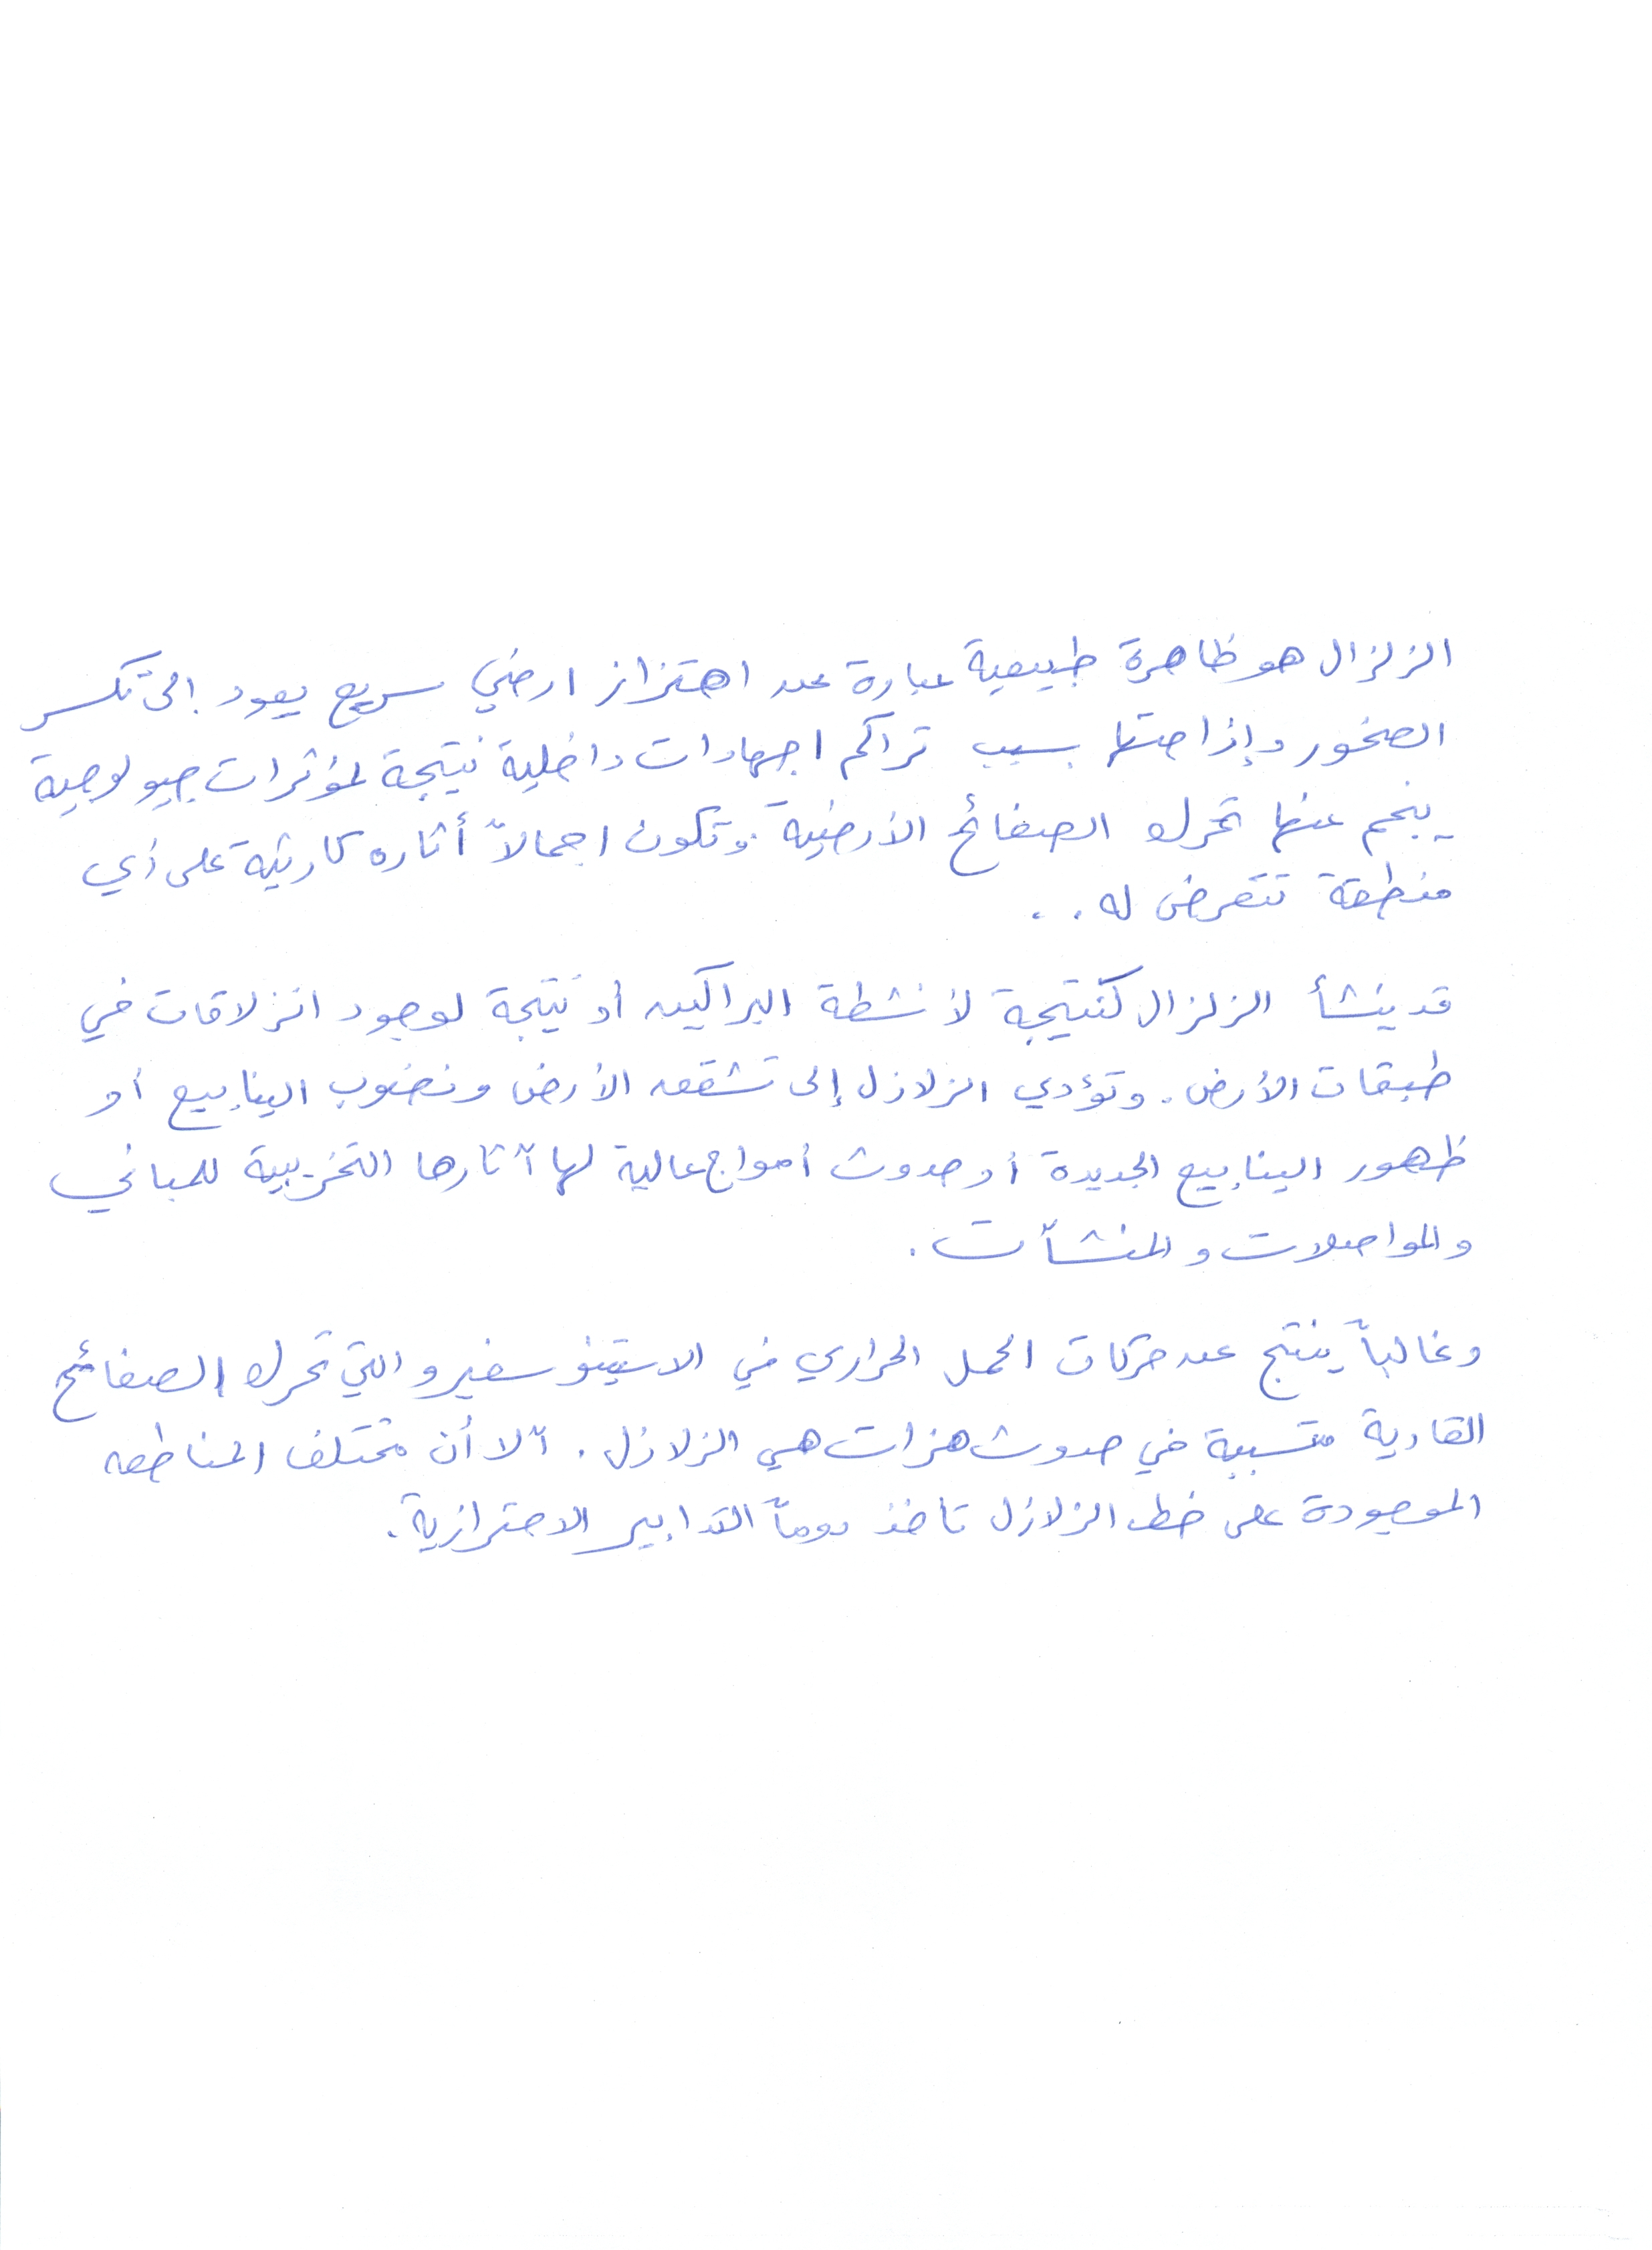 الزلزال هو ظاهرة طبيعية عبارة عن اهتزاز ارضي سريع يعود الى تكسر
الصخور وإزاحتها بسبب تراكم اجهادات داخلية نتيجة لمؤثرات جيولوجية
ينجم عنها تحرك الصفائح الأرضية. وتكون اجمالاً أثاره كارثية على أي
منطقة تتعرض له . .
قد ينشأ الزلزال كنتيجة لأنشطة البراكين أو نتيجة لوجود انزلاقات في
طبقات الأرض. وتؤدي الزلازل إلى تشقق الأرض ونضوب الينابيع أو
ظهور الينابيع الجديدة أو حدوث أمواج عالية لها آثارها التخريبية للمباني
والمواصلات والمنشآت.
وغالباً ينتج عن حركات الحمل الحراري في الاستينوسفير والتي تحرك الصفائح
القارية متسببة في حدوث هزات هي الزلازل. آلا أن مختلف المناطق
الموجودة على خط الزلازل تاخذ دوماً التدابير الاحترازية.